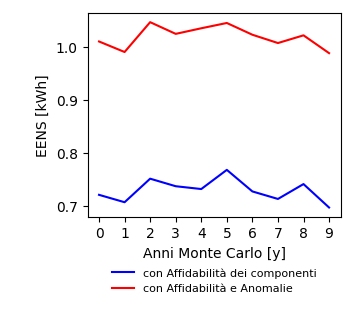 EENS [kWh]
1.0
0.9
0.8
0.7
0 1 2 3 4 5 6 7 8 9
Anni Monte Carlo [y]
con Affidabilità dei componenti
con Affidabilità e Anomalie